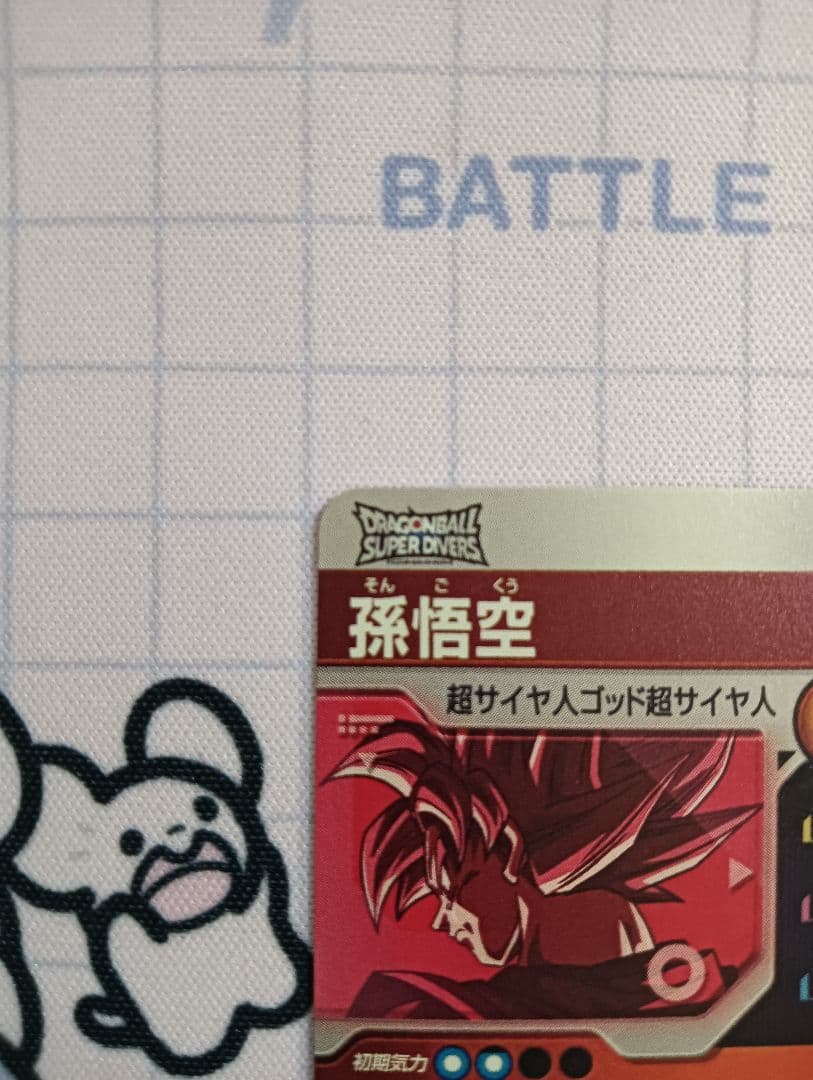 BATTLE
DRAGONBALL
SUPER DIVERS
そん ご くう
孫悟空
超サイヤ人ゴッド超サイヤ人
初期気力